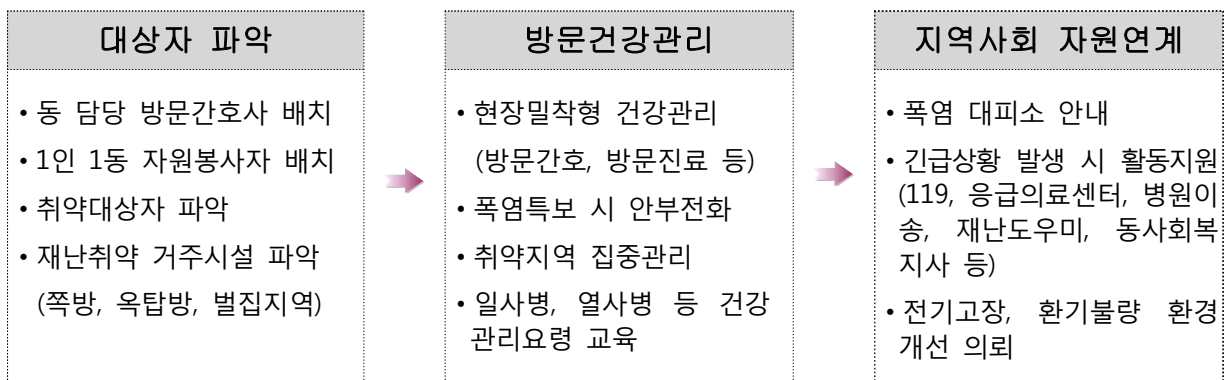 대상자 파악
• 동 담당 방문간호사 배치
• 1인 1동 자원봉사자 배치
• 취약대상자 파악
• 재난취약 거주시설 파악
(쪽방, 옥탑방, 벌집지역)
방문건강관리
• 현장밀착형 건강관리
(방문간호, 방문진료 등)
• 폭염특보 시 안부전화
• 취약지역 집중관리
• 일사병, 열사병 등 건강
관리요령 교육
지역사회 자원연계
• 폭염 대피소 안내
• 긴급상황 발생 시 활동지원
(119, 응급의료센터, 병원이
송, 재난도우미, 동사회복
지사 등)
• 전기고장, 환기불량 환경
개선 의뢰